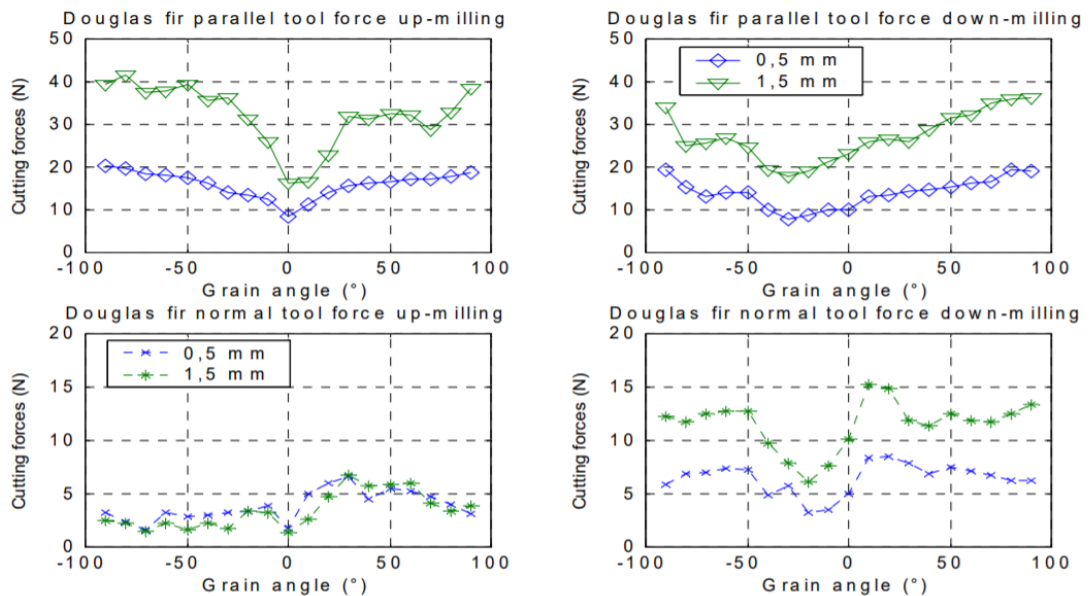 Douglas fir parallel tool force up-milling
50
40
30
20
10
0
Cutting forces (N)
-100 -50 0 50 100
Grain angle (°)
Douglas fir parallel tool force down-milling
0,5 mm
1,5 mm
50
40
30
20
10
0
Cutting forces (N)
-100 -50 0 50 100
Grain angle (°)
Douglas fir normal tool force up-milling
0,5 mm
1,5 mm
20
15
10
5
0
Cutting forces (N)
-100 -50 0 50 100
Grain angle (°)
Douglas fir normal tool force down-milling
20
15
10
5
0
Cutting forces (N)
-100 -50 0 50 100
Grain angle (°)